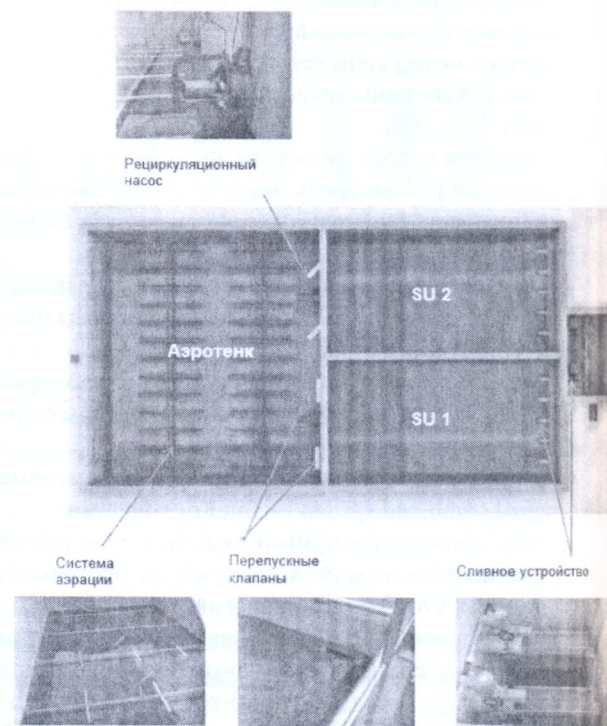 Рециркуляционный
насос
SU 2
Аэротенк
SU 1
Система
аэрации
Перепускные
клапаны
Сливное устройство